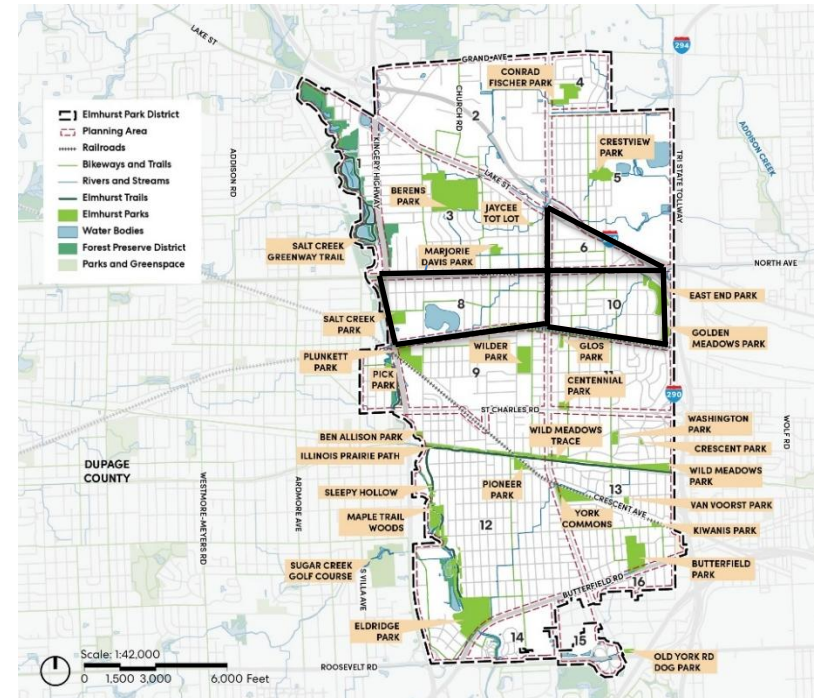 LAKE ST
GRAND AVE
294
CONRAD
FISCHER PARK
4
Elmhurst Park District
Planning Area
Railroads
Bikeways and Trails
Rivers and Streams
Elmhurst Trails
Elmhurst Parks
Water Bodies
Forest Preserve District
Parks and Greenspace
ADDISON RD
KINGERY HIGHWAY
CHURCH RD
2
CRESTVIEW
PARK
5
TRI STATE TOLLWAY
ADDISON CREEK
1
LAKE ST
BERENS
PARK
3
JAYCEE
TOT LOT
SALT CREEK
GREENWAY TRAIL
MARJORIE
DAVIS PARK
6
NORTH AVE
SALT CREEK
PARK
8
10
EAST END PARK
GOLDEN
MEADOWS PARK
PLUNKETT
PARK
PICK
PARK
9
WILDER
PARK
GLOS
PARK
11
CENTENNIAL
PARK
290
ST CHARLES RD
WOLF RD
BEN ALLISON PARK
WILD MEADOWS
TRACE
WASHINGTON
PARK
ILLINOIS PRAIRIE PATH
CRESCENT PARK
DUPAGE
COUNTY
WESTMORE-MEYERS RD
ARDMORE AVE
SLEEPY HOLLOW
PIONEER
PARK
13
WILD MEADOWS
PARK
MAPLE TRAIL
WOODS
12
YORK
COMMONS
CRESCENT AVE
VAN VOORST PARK
KIWANIS PARK
SUGAR CREEK
GOLF COURSE
S VILLA AVE
BUTTERFIELD
PARK
BUTTERFIELD RD
16
ELDRIDGE
PARK
14
15
OLD YORK RD
DOG PARK
Scale: 1:42,000
0 1,500 3,000 6,000 Feet
ROOSEVELT RD